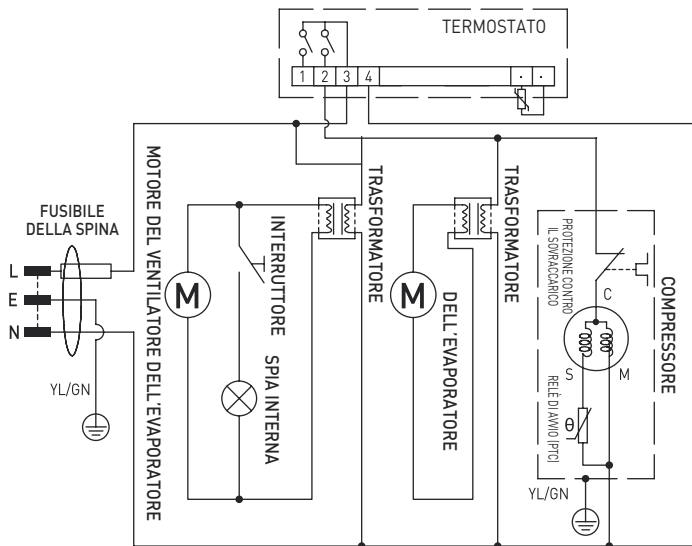 TERMOSTATO
1 2 3 4
FUSIBILE
DELLA SPINA
L
E
N
YL/GN
MOTORE DEL VENTILATORE DELL'EVAPORATORE
M
INTERRUTTORE
SPIA INTERNA
TRASFORMATORE
M
DELL'EVAPORATORE
TRASFORMATORE
PROTEZIONE CONTRO
IL SOVRACCARICO
C
S M
RELÈ DI AVVIO (PTC)
θ
COMPRESSORE
YL/GN